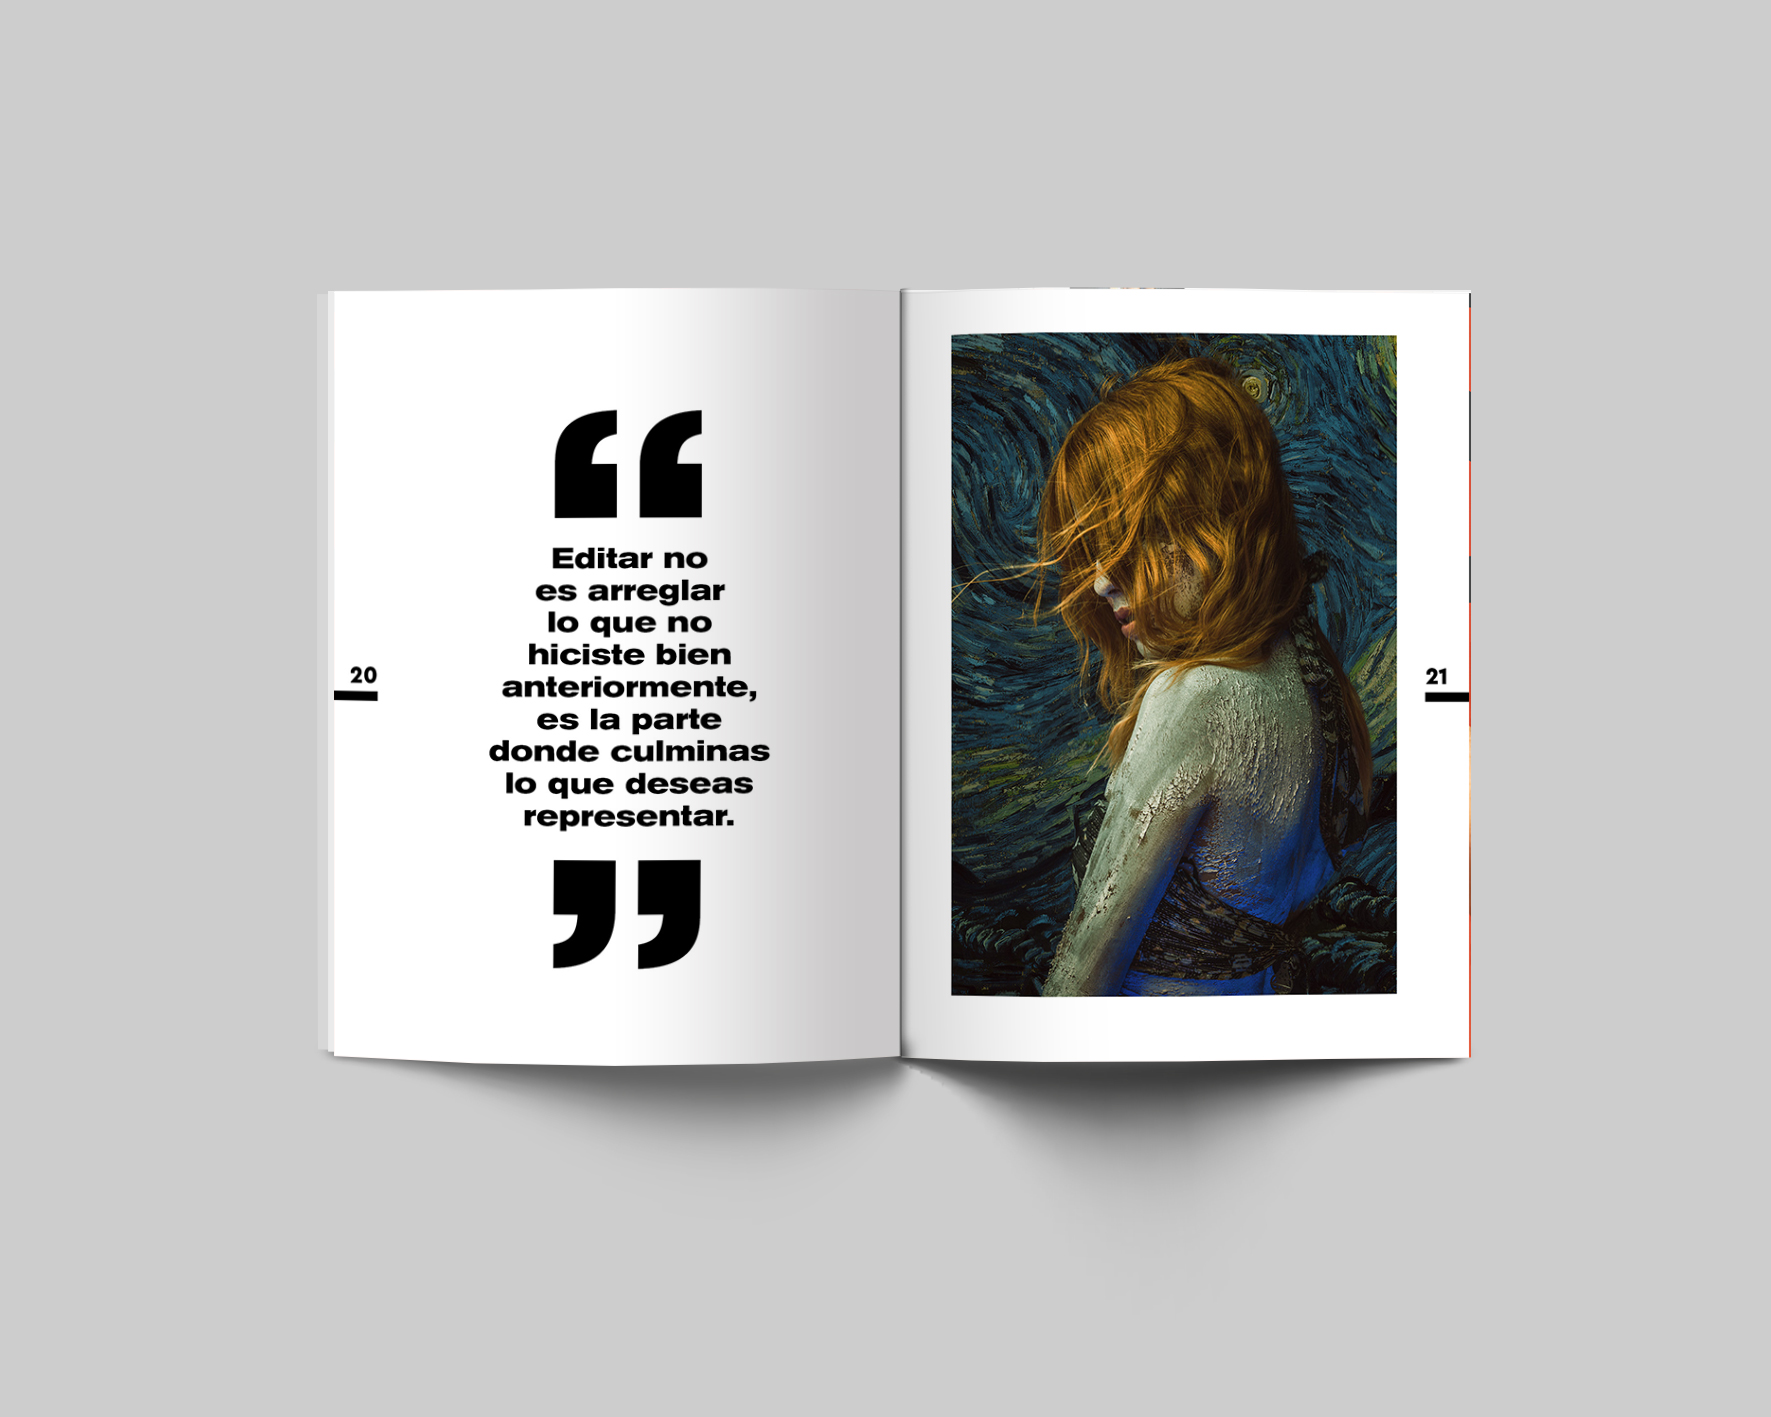 “
Editar no
es arreglar
lo que no
hiciste bien
anteriormente,
es la parte
donde culminas
lo que deseas
representar.
”
20
21